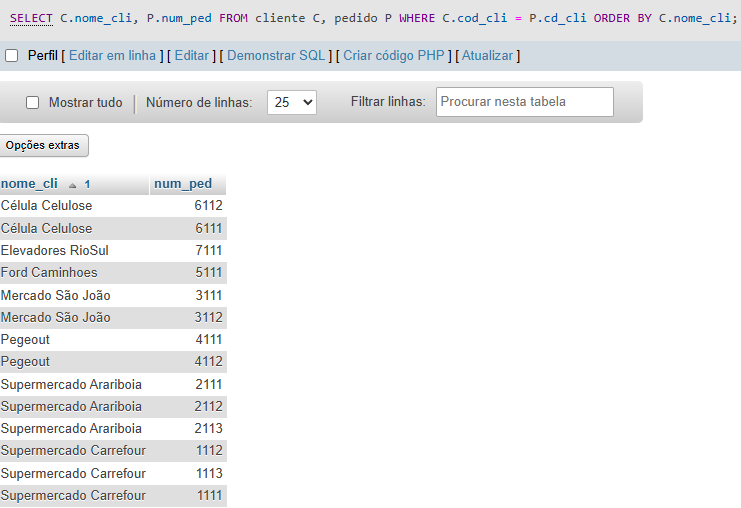 SELECT C.nome_cli, P.num_ped FROM cliente C, pedido P WHERE C.cod_cli = P.cd_cli ORDER BY C.nome_cli;
Perfil [ Editar em linha ] [ Editar ] [ Demonstrar SQL ] [ Criar código PHP ] [ Atualizar ]
Mostrar tudo | Número de linhas: 25 Filtrar linhas: Procurar nesta tabela
Opções extras
nome_cli 1 num_ped
Célula Celulose 6112
Célula Celulose 6111
Elevadores RioSul 7111
Ford Caminhoes 5111
Mercado São João 3111
Mercado São João 3112
Pegeout 4111
Pegeout 4112
Supermercado Arariboia 2111
Supermercado Arariboia 2112
Supermercado Arariboia 2113
Supermercado Carrefour 1112
Supermercado Carrefour 1113
Supermercado Carrefour 1111